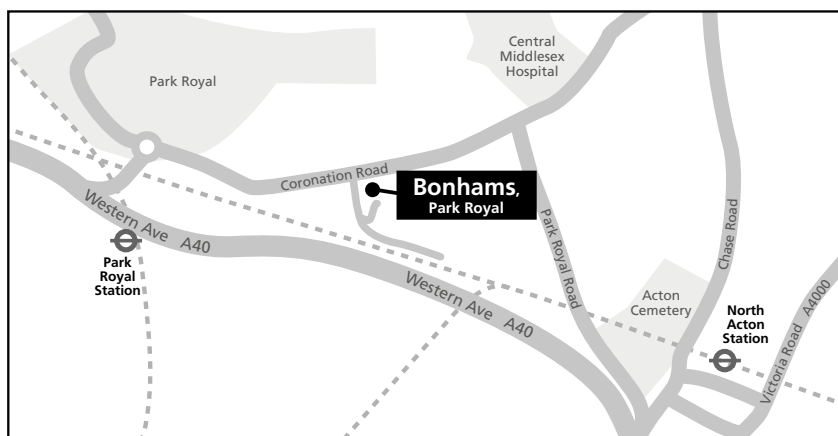 Central
Middlesex
Hospital
Park Royal
Coronation Road
Bonhams,
Park Royal
Western Ave A40
Park
Royal
Station
Park Royal Road
Chase Road
Western Ave A40
Acton
Cemetery
North
Acton
Station
Victoria Road A4000